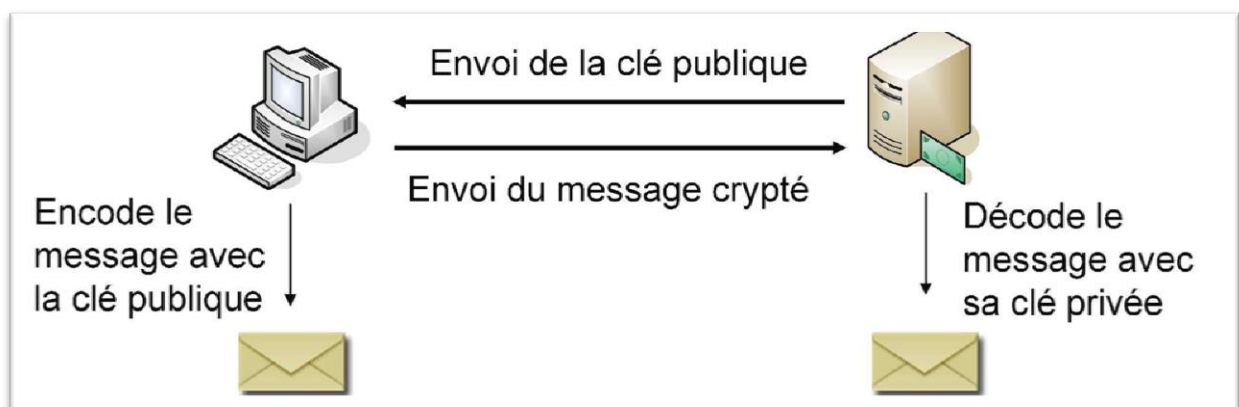 Envoi de la clé publique
Envoi du message crypté
Encode le
message avec
la clé publique
Décode le
message avec
sa clé privée